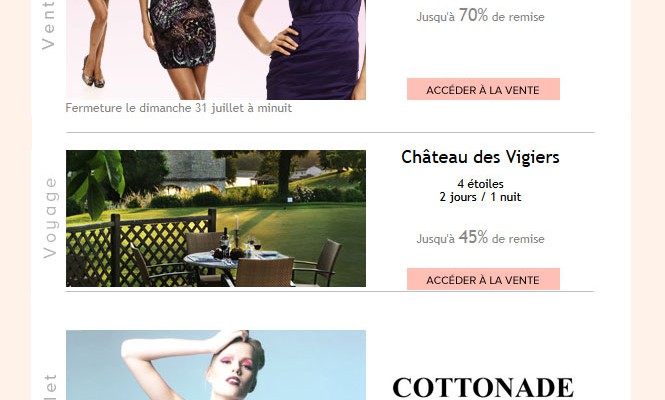 Vent
Jusqu'à 70% de remise
ACCÉDER À LA VENTE
Fermeture le dimanche 31 juillet à minuit
Voyage
Château des Vigiers
4 étoiles
2 jours / 1 nuit
Jusqu'à 45% de remise
ACCÉDER À LA VENTE
let
COTTONADE